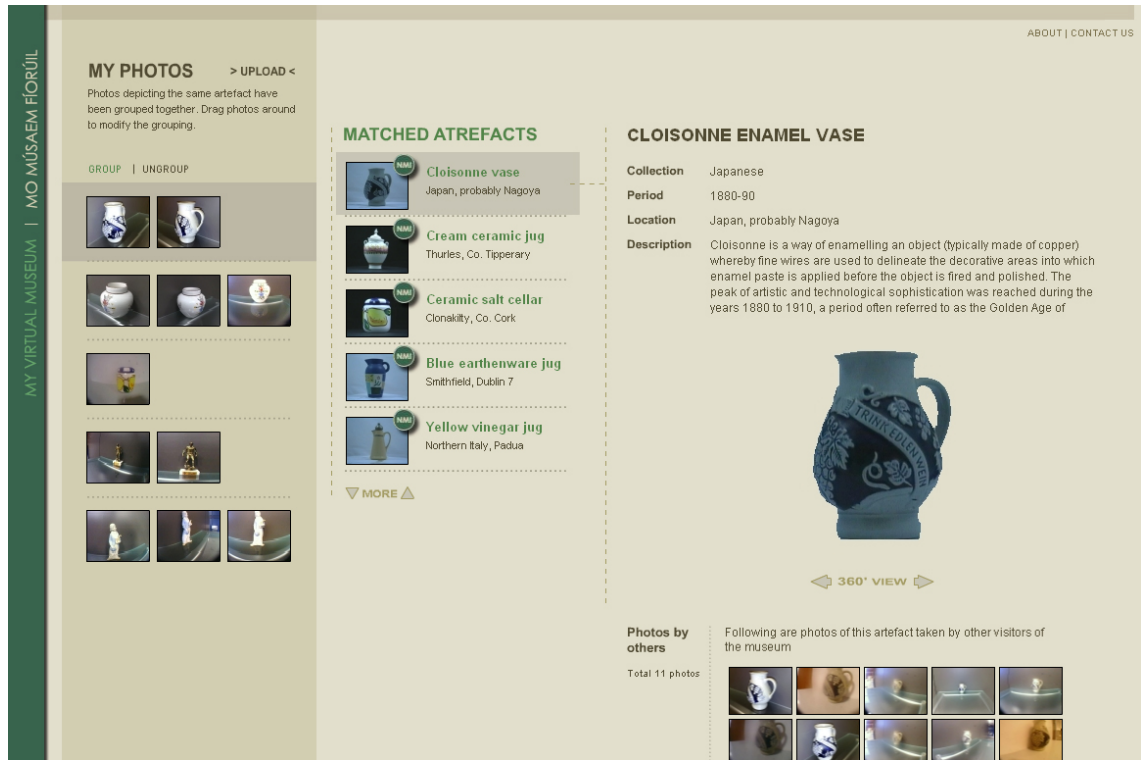 MY VIRTUAL MUSEUM | MO MÚSAEM FÍORÚIL
ABOUT | CONTACT US
MY PHOTOS
> UPLOAD <
Photos depicting the same artefact have
been grouped together. Drag photos around
to modify the grouping.
GROUP | UNGROUP
MATCHED ATREFACTS
NMI
Cloisonne vase
Japan, probably Nagoya
NMI
Cream ceramic jug
Thurles, Co. Tipperary
NMI
Ceramic salt cellar
Clonakilty, Co. Cork
NMI
Blue earthenware jug
Smithfield, Dublin 7
NMI
Yellow vinegar jug
Northern Italy, Padua
MORE
CLOISONNE ENAMEL VASE
Collection Japanese
Period 1880-90
Location Japan, probably Nagoya
Description Cloisonne is a way of enamelling an object (typically made of copper)
whereby fine wires are used to delineate the decorative areas into which
enamel paste is applied before the object is fired and polished. The
peak of artistic and technological sophistication was reached during the
years 1880 to 1910, a period often referred to as the Golden Age of
TRINK EDLEN WEIN
360° VIEW
Photos by
others
Total 11 photos
Following are photos of this artefact taken by other visitors of
the museum